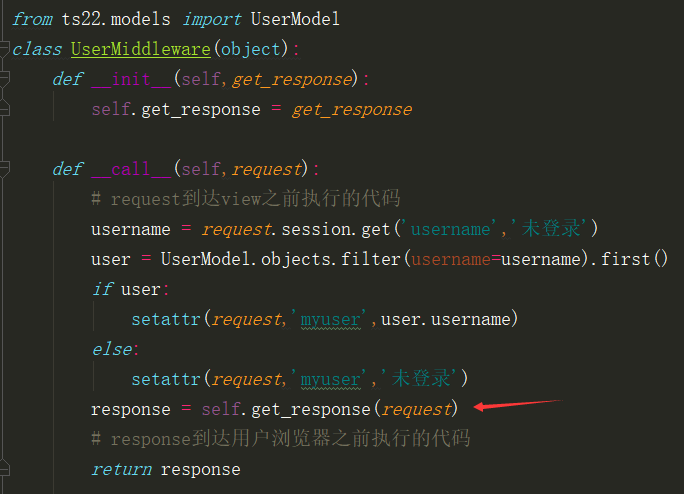 from ts22.models import UserModel
class UserMiddleware(object):
    def __init__(self,get_response):
        self.get_response = get_response
    def __call__(self,request):
        # request到达view之前执行的代码
        username = request.session.get('username','未登录')
        user = UserModel.objects.filter(username=username).first()
        if user:
            setattr(request,'myuser',user.username)
        else:
            setattr(request,'myuser','未登录')
        response = self.get_response(request)
        # response到达用户浏览器之前执行的代码
        return response